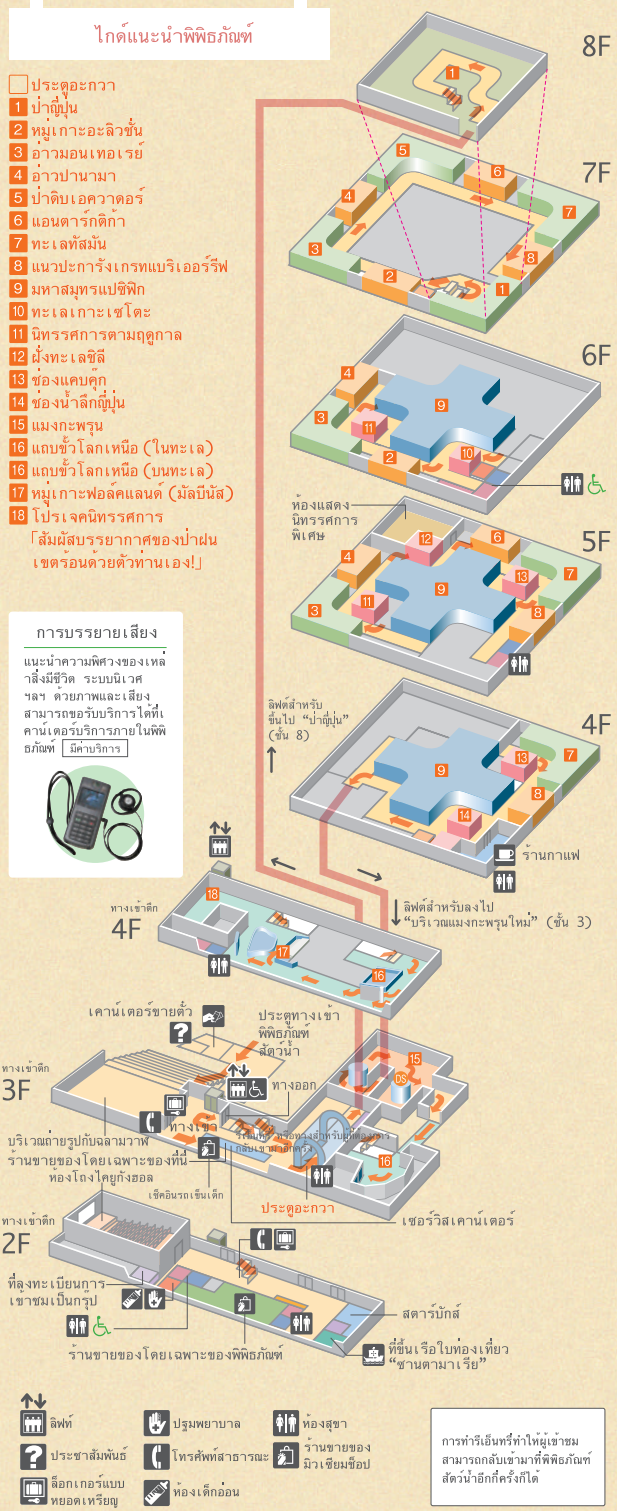 ไกด์แนะนำพิพิธภัณฑ์
ประตูอะกวา
1 ป่าญี่ปุ่น
2 หมู่เกาะอะลิวชั่น
3 อ่าวมอนเทอเรย์
4 อ่าวปานามา
5 ป่าดิบเอควาดอร์
6 แอนตาร์กติก้า
7 ทะเลทัสมัน
8 แนวปะการังเกรทแบริเออร์รีฟ
9 มหาสมุทรแปซิฟิก
10 ทะเลเกาะเซโตะ
11 นิทรรศการตามฤดูกาล
12 ฝั่งทะเลชิลี
13 ช่องแคบคุ๊ก
14 ช่องน้ำลึกญี่ปุ่น
15 แมงกะพรุน
16 แถบขั้วโลกเหนือ (ในทะเล)
16 แถบขั้วโลกเหนือ (บนทะเล)
17 หมู่เกาะฟอล์คแลนด์ (มัลบีนัส)
18 โปรเจคนิทรรศการ
「สัมผัสบรรยากาศของป่าฝน
เขตร้อนด้วยตัวท่านเอง!」
การบรรยายเสียง
แนะนำความพิศวงของเหล่
าสิ่งมีชีวิต ระบบนิเวศ
ฯลฯ ด้วยภาพและเสียง
สามารถขอรับบริการได้ที่เ
คาน์เตอร์บริการภายในพิพิ
ธภัณฑ์ มีค่าบริการ
8F
1
7F
5
6
4
7
3
8
2
1
6F
4
9
3
11
10
2
5F
ห้องแสดง
นิทรรศการ
พิเศษ
12
6
4
7
13
9
11
3
8
4F
ลิฟต์สำหรับ
ขึ้นไป "ป่าญี่ปุ่น"
(ชั้น 8)
7
13
9
8
14
ร้านกาแฟ
ลิฟต์สำหรับลงไป
"บริเวณแมงกะพรุนใหม่" (ชั้น 3)
ทางเข้าตึก
4F
18
17
16
เคาน์เตอร์ขายตั๋ว
ประตูทางเข้า
พิพิธภัณฑ์
สัตว์น้ำ
ทางเข้าตึก
3F
ทางออก
15
DS
ทางเข้า
บริเวณถ่ายรูปกับฉลามวาฬ
16
ร้านขายของโดยเฉพาะของที่นี่
เช็คอินรถเข็นเด็ก
ประตูอะกวา
เซอร์วิสเคาน์เตอร์
ห้องโถงไคยูกังฮอล
ทางเข้าตึก
2F
ที่ลงทะเบียนการ
เข้าชมเป็นกรุ๊ป
สตาร์บักส์
ร้านขายของโดยเฉพาะของพิพิธภัณฑ์
ที่ขึ้นเรือใบท่องเที่ยว
"ซานตามาเรีย"
ลิฟท์
ปฐมพยาบาล
ห้องสุขา
ประชาสัมพันธ์
โทรศัพท์สาธารณะ
ร้านขายของ
มิวเซียมช็อป
ล็อกเกอร์แบบ
หยอดเหรียญ
ห้องเด็กอ่อน
การทำรีเอ็นทรี่ทำให้ผู้เข้าชม
สามารถกลับเข้ามาที่พิพิธภัณฑ์
สัตว์น้ำอีกกี่ครั้งก็ได้